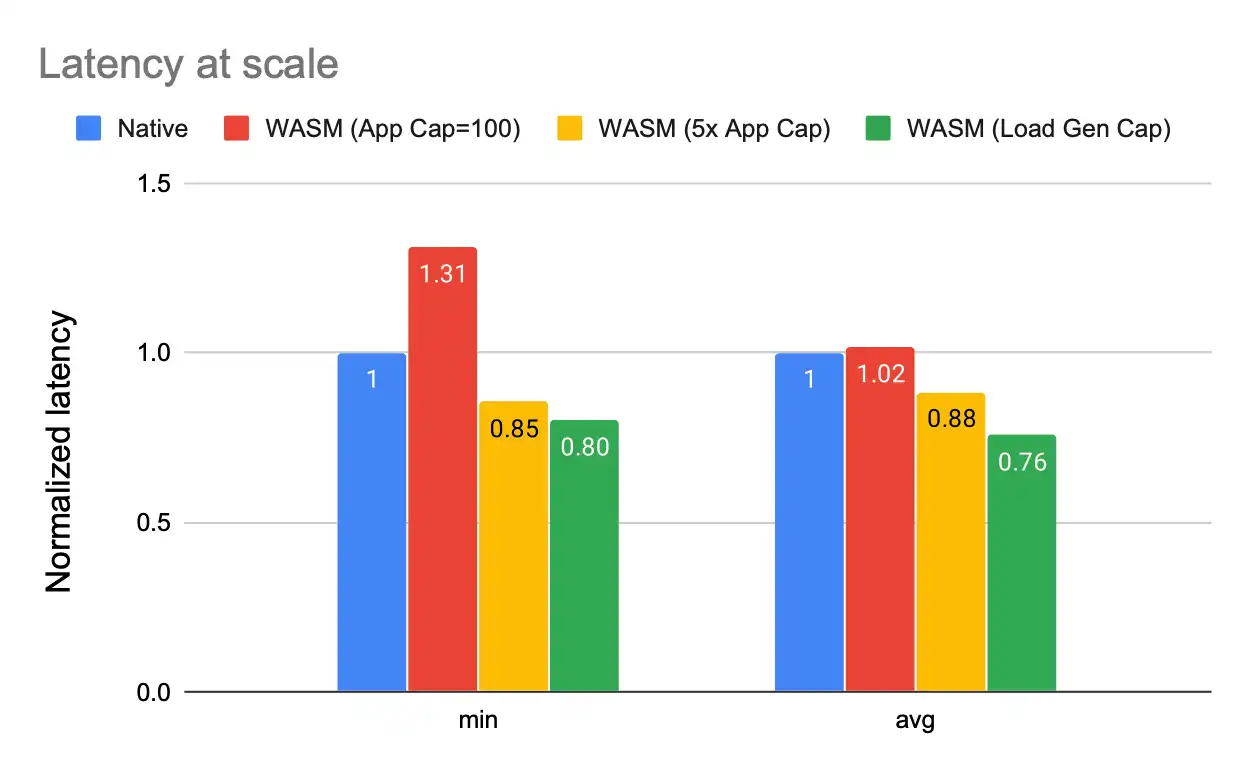 Latency at scale
Native WASM (App Cap=100) WASM (5x App Cap) WASM (Load Gen Cap)
1.5
1.0
0.5
0.0
Normalized latency
1
1.31
0.85
0.80
1
1.02
0.88
0.76
min
avg